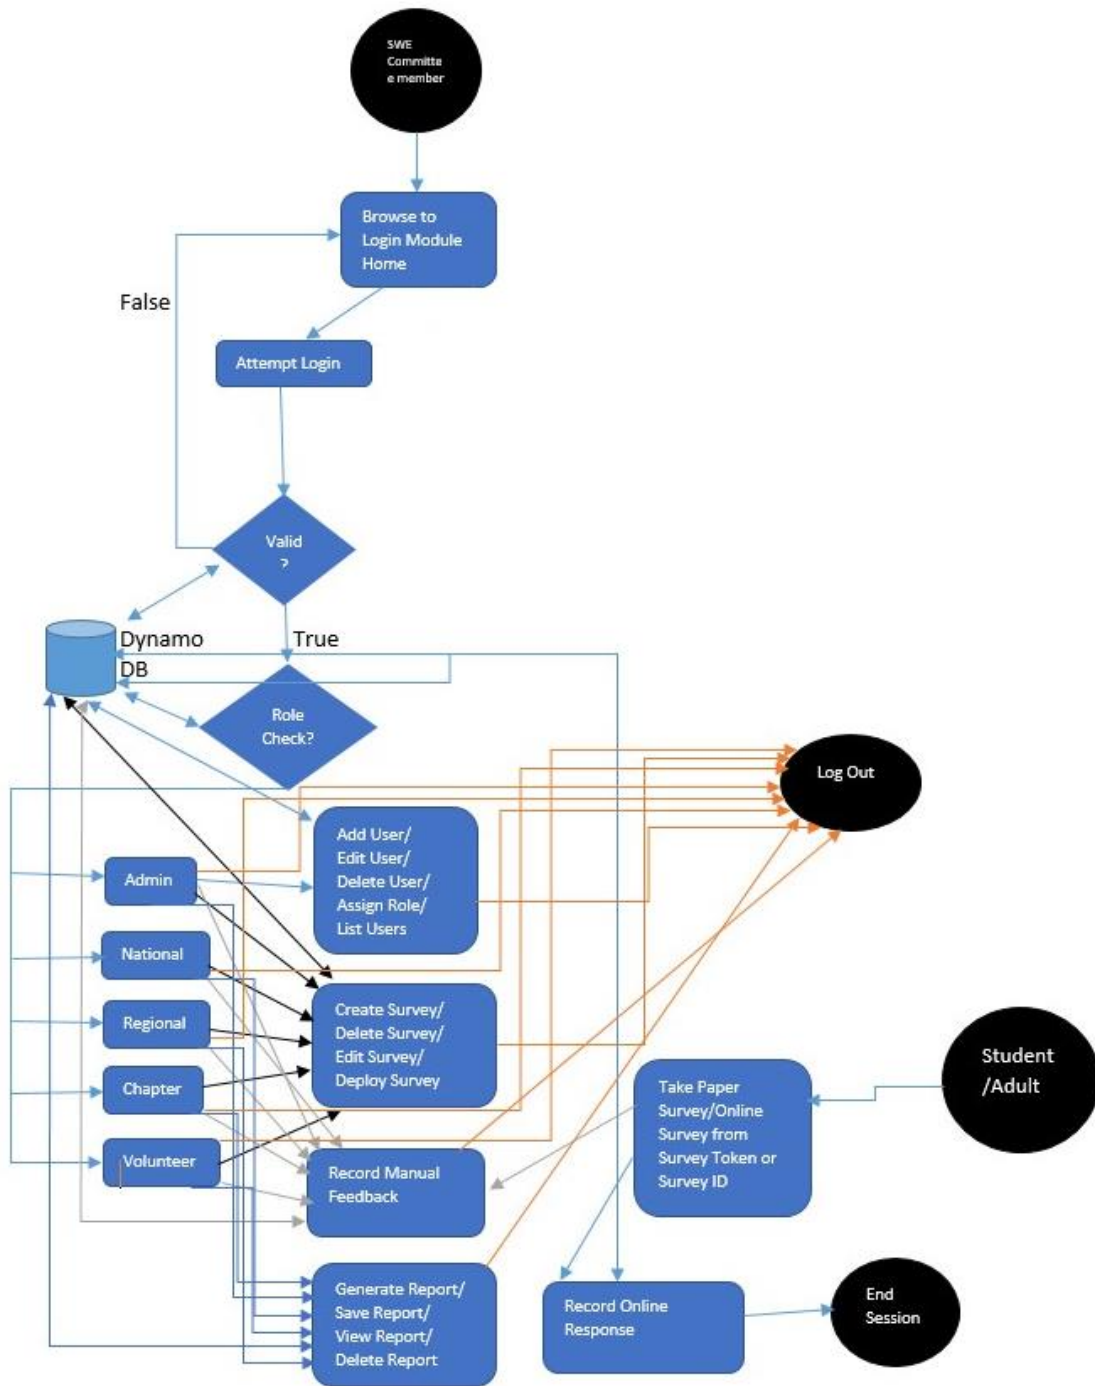 SWE
Committe
e member
Browse to
Login Module
Home
False
Attempt Login
Valid
?
Dynamo
DB
True
Role
Check?
Log Out
Add User/
Edit User/
Delete User/
Assign Role/
List Users
Admin
National
Regional
Chapter
Volunteer
Create Survey/
Delete Survey/
Edit Survey/
Deploy Survey
Student
/Adult
Take Paper
Survey/Online
Survey from
Survey Token or
Survey ID
Record Manual
Feedback
Generate Report/
Save Report/
View Report/
Delete Report
Record Online
Response
End
Session